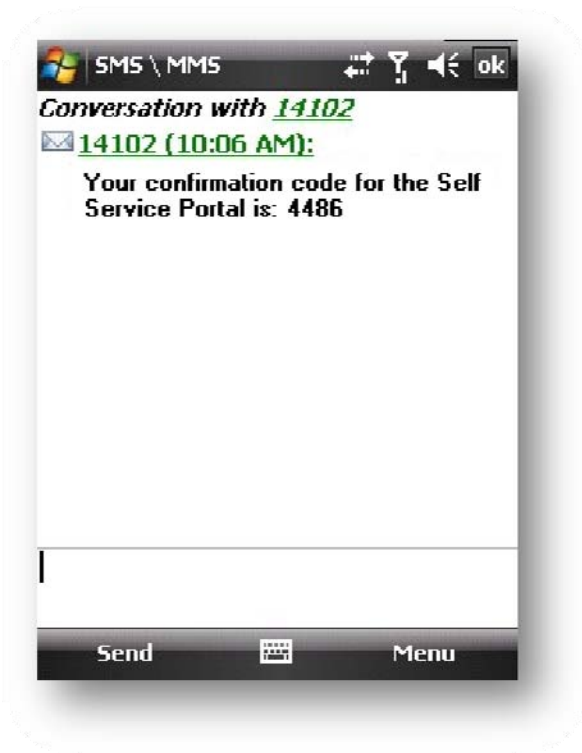 SMS \ MMS ok
Conversation with 14102
14102 (10:06 AM):
Your confirmation code for the Self
Service Portal is: 4486
Send Menu